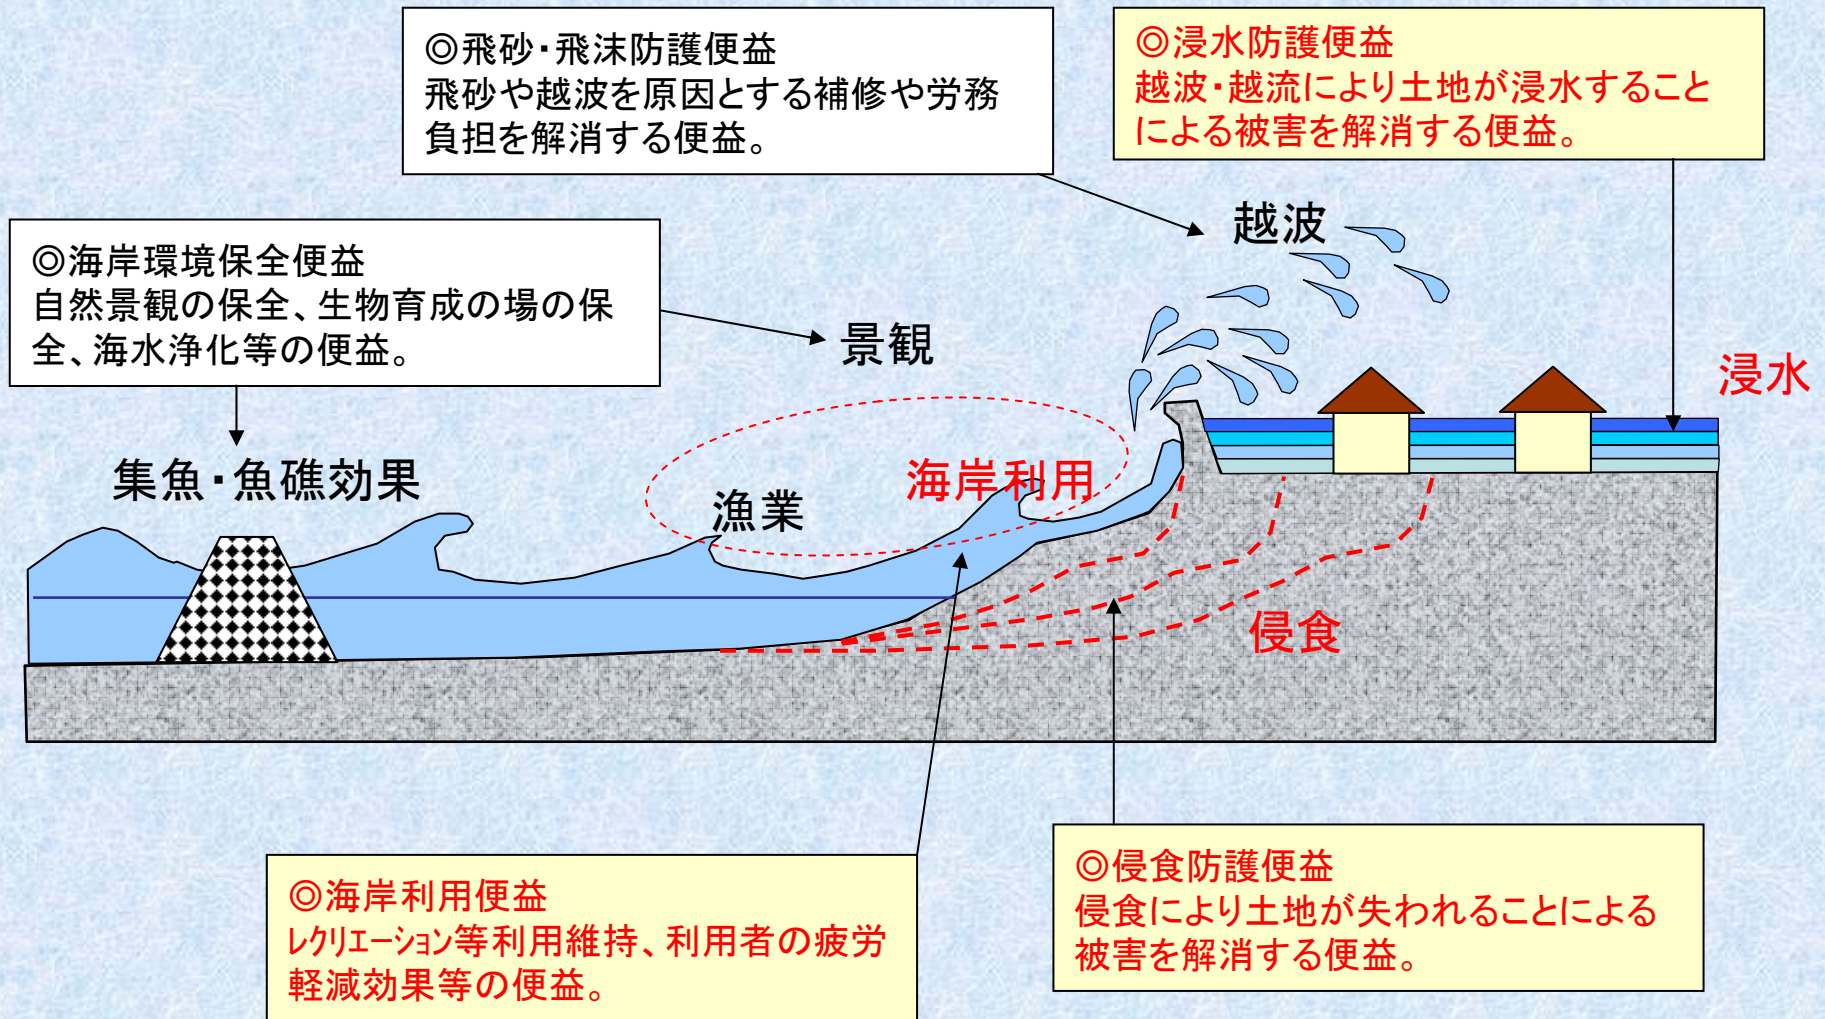 ◎飛砂・飛沫防護便益
飛砂や越波を原因とする補修や労務
負担を解消する便益。
◎浸水防護便益
越波・越流により土地が浸水すること
による被害を解消する便益。
◎海岸環境保全便益
自然景観の保全、生物育成の場の保
全、海水浄化等の便益。
越波
景観
浸水
集魚・魚礁効果
海岸利用
漁業
侵食
◎海岸利用便益
ﾚｸﾘｴｰｼｮﾝ等利用維持、利用者の疲労
軽減効果等の便益。
◎侵食防護便益
侵食により土地が失われることによる
被害を解消する便益。